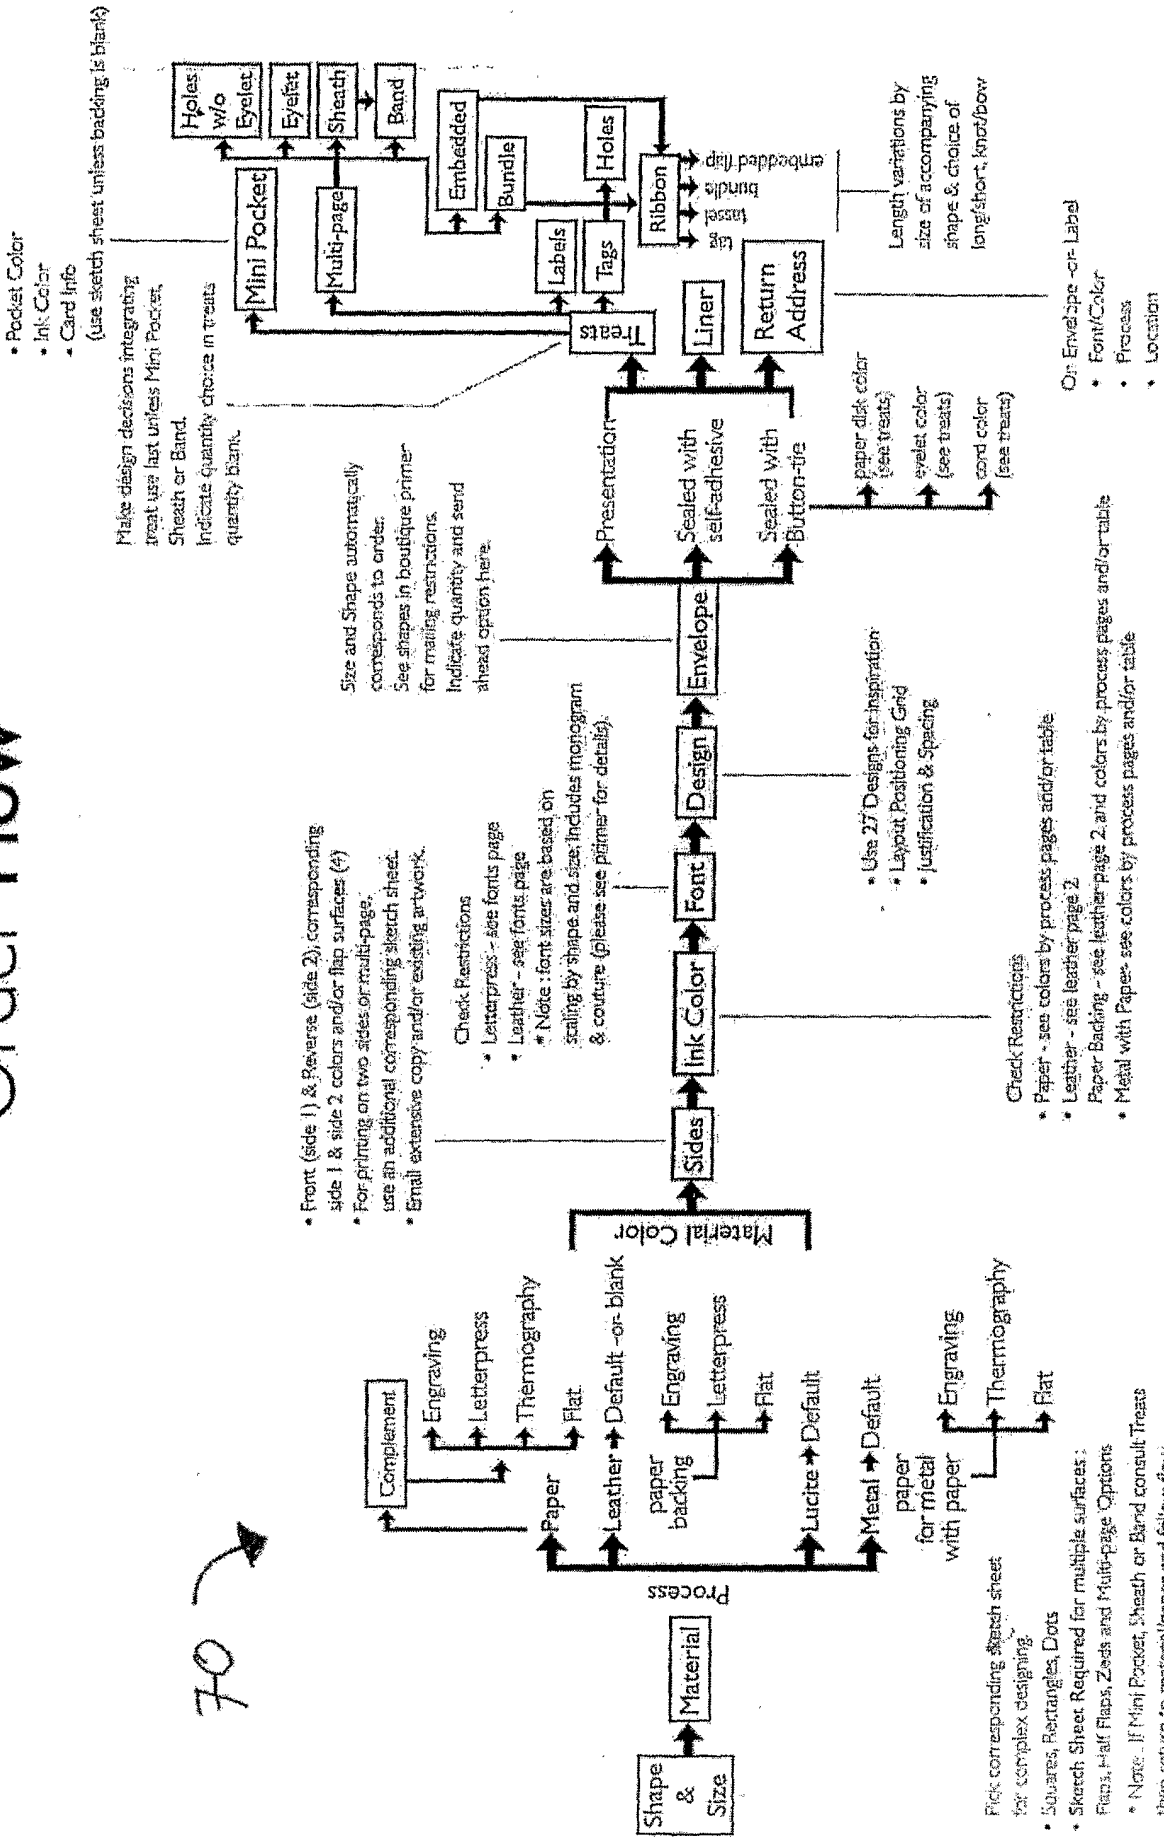 Order Flow
70
Shape
&
Size
Material
Process
Paper
Complement
Engraving
Letterpress
Thermography
Flat
Leather
Default -or- blank
paper
backing
Engraving
Letterpress
Flat
Lucite
Default
Metal
Default
paper
for metal
with paper
Engraving
Thermography
Flat
Pick corresponding sketch sheet
for complex designing.
• Squares, Rectangles, Dots
• Sketch Sheet Required for multiple surfaces :
Flaps, Half Flaps, Zeds and Multi-page Options
* Note: If Mini Pocket, Sheath or Band consult Treats
Material Color
Sides
• Front (side 1) & Reverse (side 2), corresponding
side 1 & side 2 colors and/or flap surfaces (4)
• For printing on two sides or multi-page,
use an additional corresponding sketch sheet.
• Email extensive copy and/or existing artwork.
Ink Color
Check Restrictions
• Paper - see colors by process pages and/or table
• Leather - see leather page 2
Paper Backing - see leather page 2 and colors by process pages and/or table
• Metal with Paper- see colors by process pages and/or table
Font
Check Restrictions
• Letterpress - see fonts page
• Leather - see fonts page
* Note : font sizes are based on
scaling by shape and size; Includes monogram
& couture (please see primer for details).
Design
• Use 27 Designs for inspiration
• Layout Positioning Grid
• Justification & Spacing
Envelope
Size and Shape automatically
corresponds to order.
See shapes in boutique primer
for mailing restrictions.
Indicate quantity and send
ahead option here.
Presentation
Sealed with
self-adhesive
Sealed with
Button-tie
paper disk color
(see treats)
eyelet color
(see treats)
cord color
(see treats)
Treats
Make design decisions integrating
treat use last unless Mini Pocket,
Sheath or Band.
Indicate quantity choice in treats
quantity blank.
Liner
Return
Address
On Envelope -or- Label
• Font/Color
• Process
• Location
Mini Pocket
• Pocket Color
• Ink Color
• Card Info
(use sketch sheet unless backing is blank)
Multi-page
Labels
Tags
Holes
w/o
Eyelet
Eyelet
Sheath
Band
Embedded
Bundle
Holes
Ribbon
tag
tassel
bundle
embedded flap
Length variations by
size of accompanying
shape & choice of
long/short, knot/bow